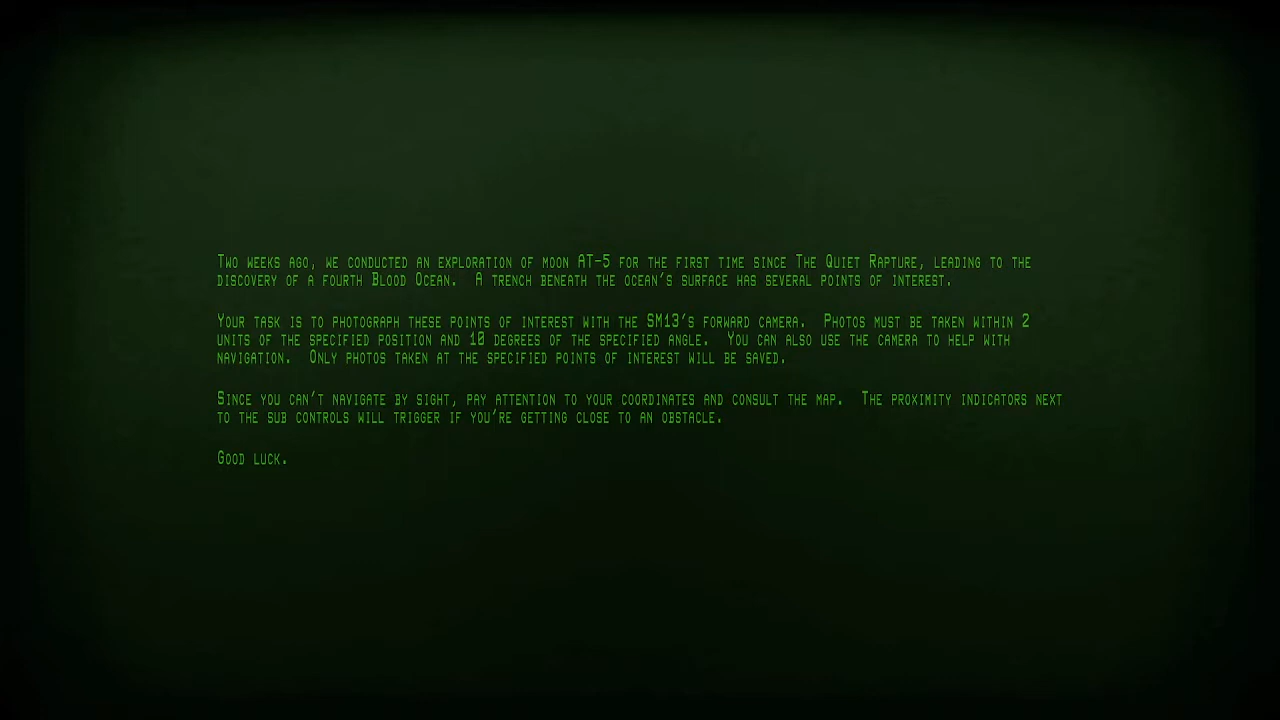 Two weeks ago, we conducted an exploration of moon AT-5 for the first time since The Quiet Rapture, leading to the
discovery of a fourth Blood Ocean.  A trench beneath the ocean's surface has several points of interest.
Your task is to photograph these points of interest with the SM13's forward camera.  Photos must be taken within 2
units of the specified position and 10 degrees of the specified angle.  You can also use the camera to help with
navigation.  Only photos taken at the specified points of interest will be saved.
Since you can't navigate by sight, pay attention to your coordinates and consult the map.  The proximity indicators next
to the sub controls will trigger if you're getting close to an obstacle.
Good luck.